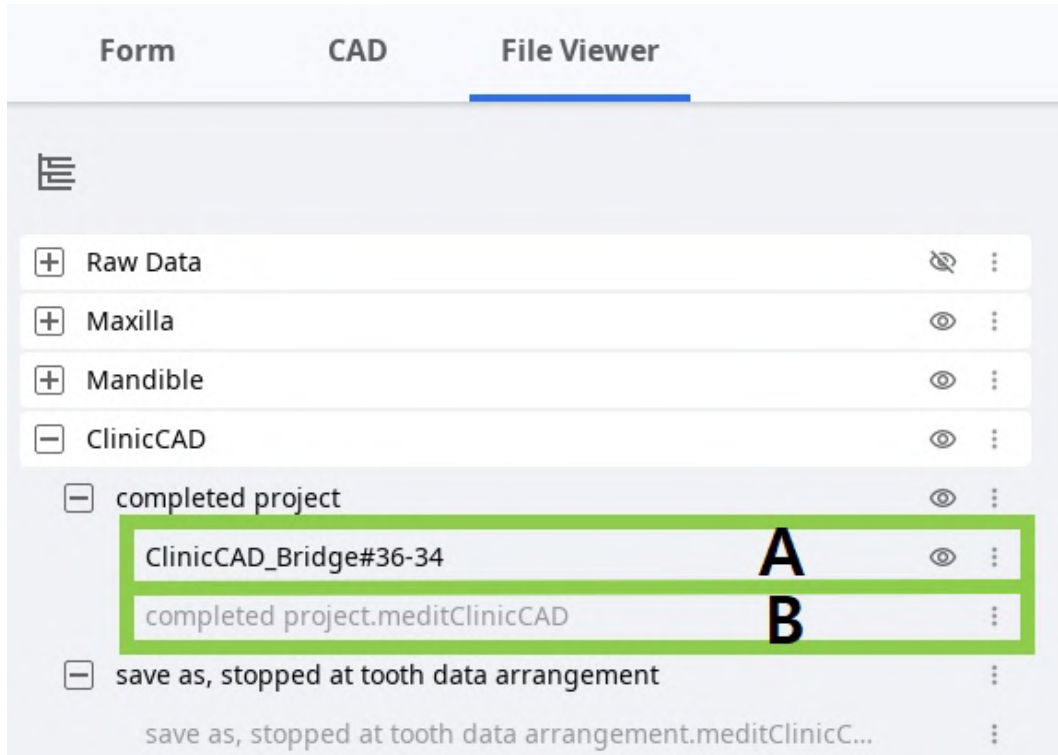 Form CAD File Viewer
Raw Data
Maxilla
Mandible
ClinicCAD
completed project
ClinicCAD_Bridge#36-34 A
completed project.meditClinicCAD B
save as, stopped at tooth data arrangement
save as, stopped at tooth data arrangement.meditClinicC...